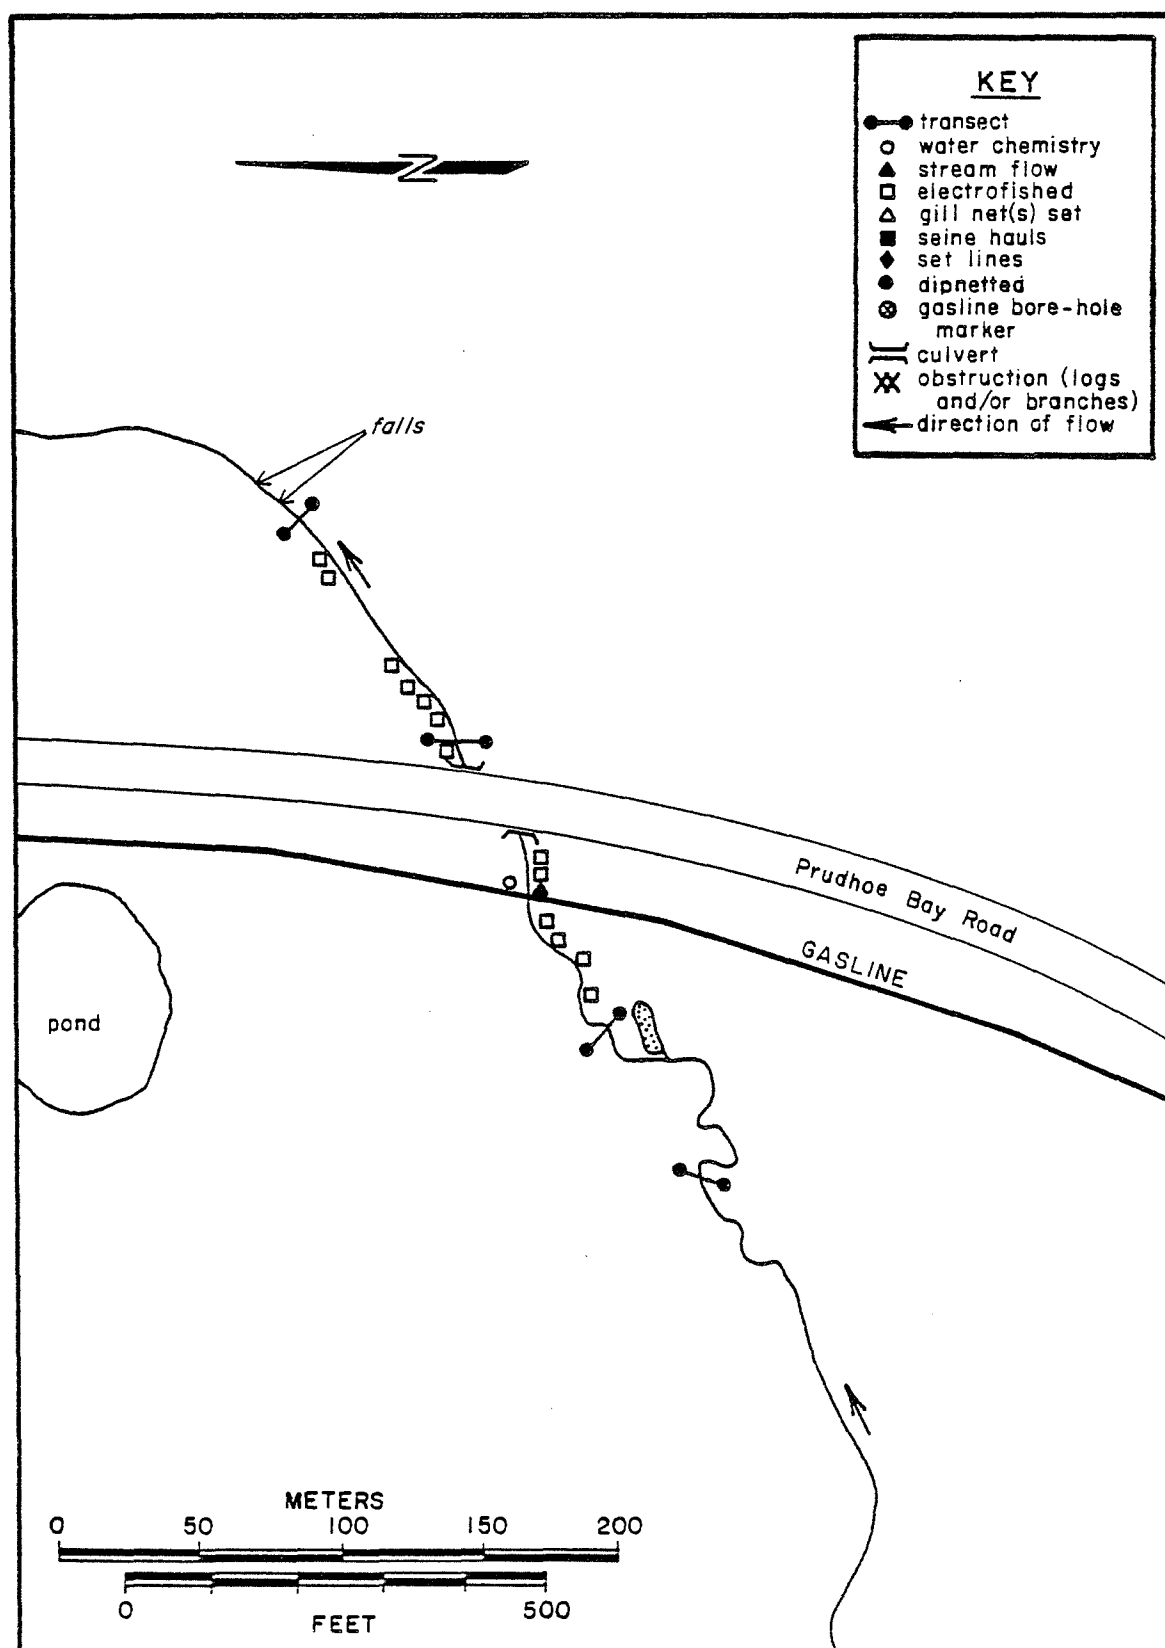 KEY
transect
water chemistry
stream flow
electrofished
gill net(s) set
seine hauls
set lines
dipnetted
gasline bore-hole
marker
culvert
obstruction (logs
and/or branches)
direction of flow
Z
falls
Prudhoe Bay Road
GASLINE
pond
METERS
0 50 100 150 200
0 500
FEET